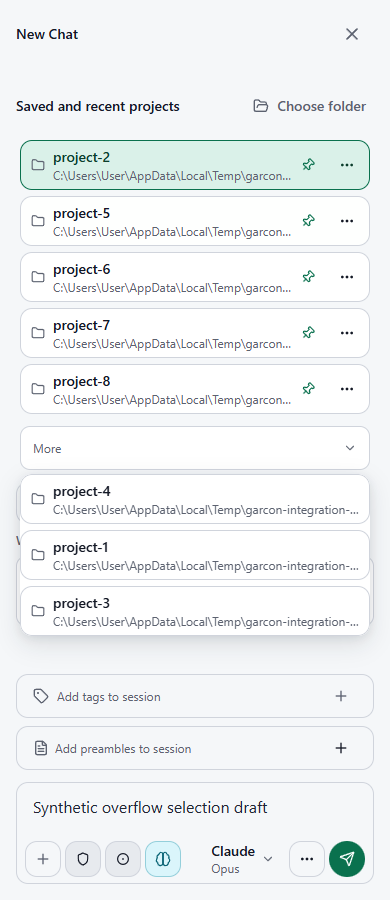 New Chat
Saved and recent projects
Choose folder
project-2
C:\Users\User\AppData\Local\Temp\garcon...
project-5
C:\Users\User\AppData\Local\Temp\garcon...
project-6
C:\Users\User\AppData\Local\Temp\garcon...
project-7
C:\Users\User\AppData\Local\Temp\garcon...
project-8
C:\Users\User\AppData\Local\Temp\garcon...
More
project-4
C:\Users\User\AppData\Local\Temp\garcon-integration-...
project-1
C:\Users\User\AppData\Local\Temp\garcon-integration-...
project-3
C:\Users\User\AppData\Local\Temp\garcon-integration-...
Add tags to session
Add preambles to session
Synthetic overflow selection draft
Claude
Opus